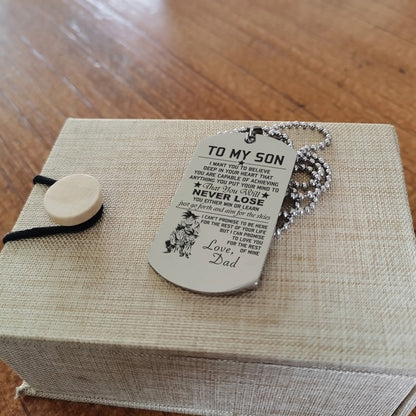 TO MY SON
I WANT YOU TO BELIEVE
DEEP IN YOUR HEART THAT
YOU ARE CAPABLE OF ACHIEVING
ANYTHING YOU PUT YOUR MIND TO
That You Will
NEVER LOSE
YOU EITHER WIN OR LEARN
just go forth and aim for the skies
I CAN'T PROMISE TO BE HERE
FOR THE REST OF YOUR LIFE
BUT I CAN PROMISE
TO LOVE YOU
FOR THE REST
OF MINE
Love,
Dad